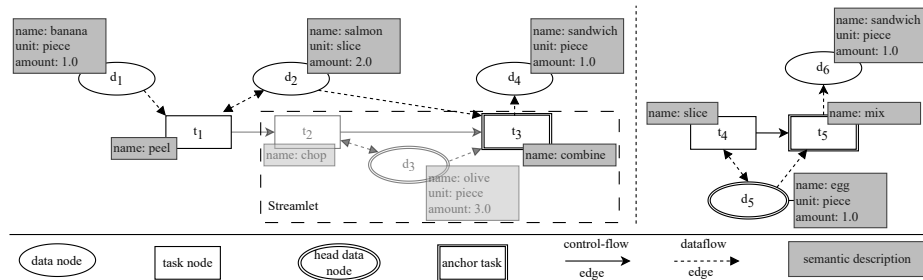 name: banana
unit: piece
amount: 1.0
d1
name: salmon
unit: slice
amount: 2.0
d2
name: sandwich
unit: piece
amount: 1.0
d4
t1
name: peel
t2
name: chop
d3
name: olive
unit: piece
amount: 3.0
t3
name: combine
Streamlet
name: sandwich
unit: piece
amount: 1.0
d6
name: slice
t4
t5
name: mix
d5
name: egg
unit: piece
amount: 1.0
data node
task node
head data
node
anchor task
control-flow
edge
dataflow
edge
semantic description